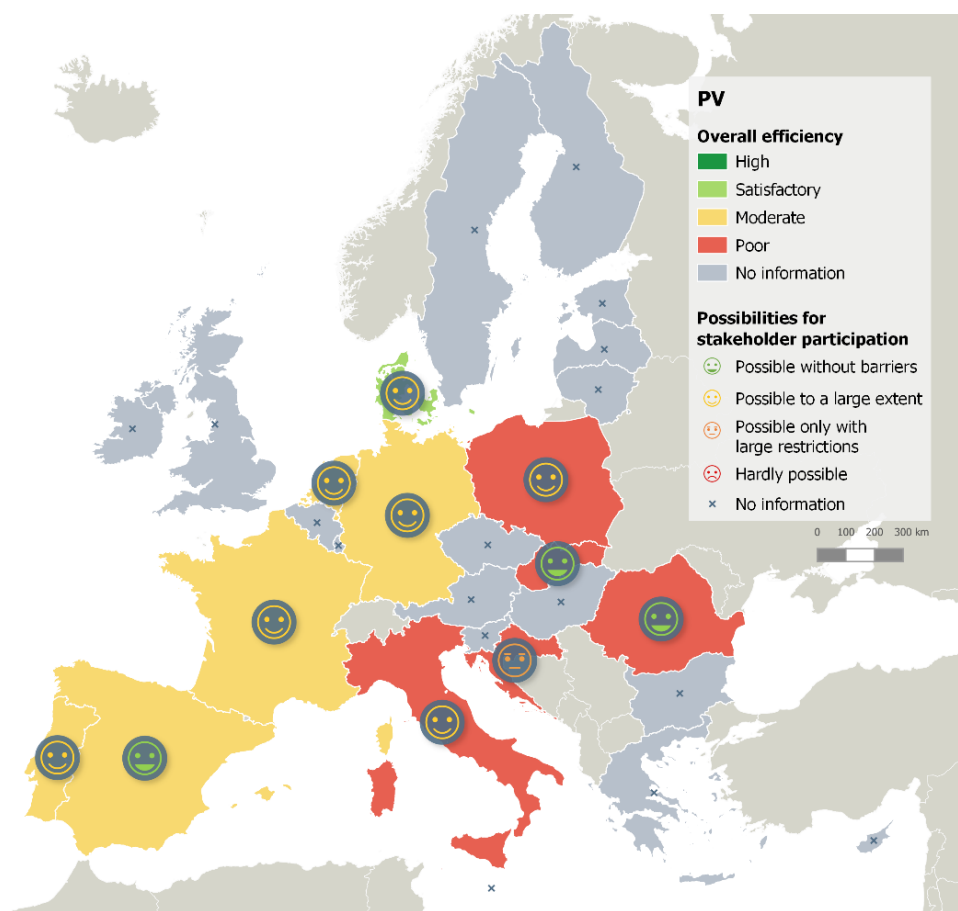 PV
Overall efficiency
High
Satisfactory
Moderate
Poor
No information
Possibilities for
stakeholder participation
Possible without barriers
Possible to a large extent
Possible only with
large restrictions
Hardly possible
No information
0 100 200 300 km